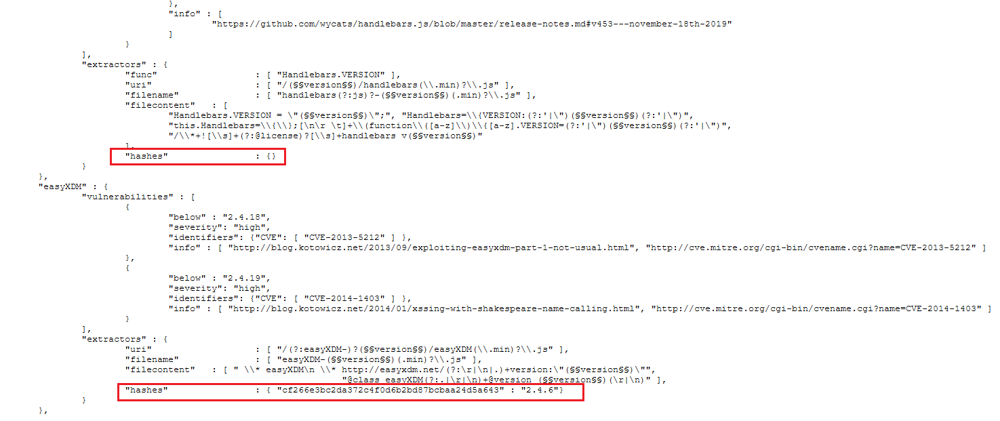 },
"info" : [
"https://github.com/wycats/handlebars.js/blob/master/release-notes.md#v453---november-18th-2019"
]
}
],
"extractors" : {
"func" : [ "Handlebars.VERSION" ],
"uri" : [ "/(§§version§§)/handlebars(\\.min)?\\.js" ],
"filename" : [ "handlebars(?:js)?-(§§version§§)(.min)?\\.js" ],
"filecontent" : [
"Handlebars.VERSION = \"(§§version§§)\";", "Handlebars=\\{VERSION:(?:'|\")(§§version§§)(?:'|\")",
"this.Handlebars=\\{\\};[\n\r \t]+\\(function\\([a-z]\\)\\{[a-z].VERSION=(?:'|\")(§§version§§)(?:'|\")",
"/\\*+![\\s]+(?:@license)?[\\s]+handlebars v(§§version§§)"
],
"hashes" : {}
}
},
"easyXDM" : {
"vulnerabilities" : [
{
"below" : "2.4.18",
"severity": "high",
"identifiers": {"CVE": [ "CVE-2013-5212" ] },
"info" : [ "http://blog.kotowicz.net/2013/09/exploiting-easyxdm-part-1-not-usual.html", "http://cve.mitre.org/cgi-bin/cvename.cgi?name=CVE-2013-5212" ]
},
{
"below" : "2.4.19",
"severity": "high",
"identifiers": {"CVE": [ "CVE-2014-1403" ] },
"info" : [ "http://blog.kotowicz.net/2014/01/xssing-with-shakespeare-name-calling.html", "http://cve.mitre.org/cgi-bin/cvename.cgi?name=CVE-2014-1403" ]
}
],
"extractors" : {
"uri" : [ "/(?:easyXDM-)?(§§version§§)/easyXDM(\\.min)?\\.js" ],
"filename" : [ "easyXDM-(§§version§§)(.min)?\\.js" ],
"filecontent" : [ " \\* easyXDM\n \\* http://easyxdm.net/(?:\r|\n|.)+version:\"(§§version§§)\"",
"@class easyXDM(?:.|\r|\n)+@version (§§version§§)(\r|\n)" ],
"hashes" : { "cf266e3bc2da372c4f0d6b2bd87bcbaa24d5a643" : "2.4.6"}
}
},